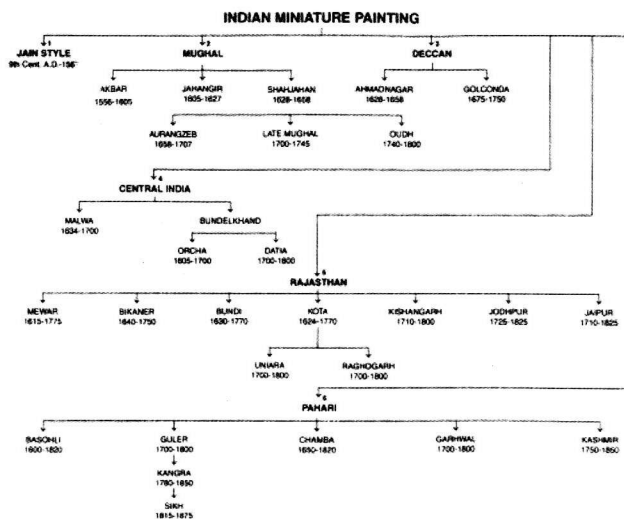 INDIAN MINIATURE PAINTING
1 2 3
JAIN STYLE MUGHAL DECCAN
9th Cent. A.D.
AKBAR JAHANGIR SHAHJAHAN AHMADNAGAR GOLCONDA
1556-1605 1605-1627 1628-1658 1628-1658 1675-1750
AURANGZEB LATE MUGHAL OUDH
1658-1707 1700-1745 1740-1800
4
CENTRAL INDIA
MALWA BUNDELKHAND
1634-1700
ORCHA DATIA
1605-1700 1700-1800
5
RAJASTHAN
MEWAR BIKANER BUNDI KOTA KISHANGARH JODHPUR JAIPUR
1615-1775 1640-1750 1630-1770 1624-1770 1710-1800 1725-1825 1710-1825
UNIARA RAGHOGARH
1700-1800 1700-1800
6
PAHARI
BASOHLI GULER CHAMBA GARHWAL KASHMIR
1700-1800 1650-1820 1700-1800 1750-1850
KANGRA
1780-1850
SIKH
1815-1875